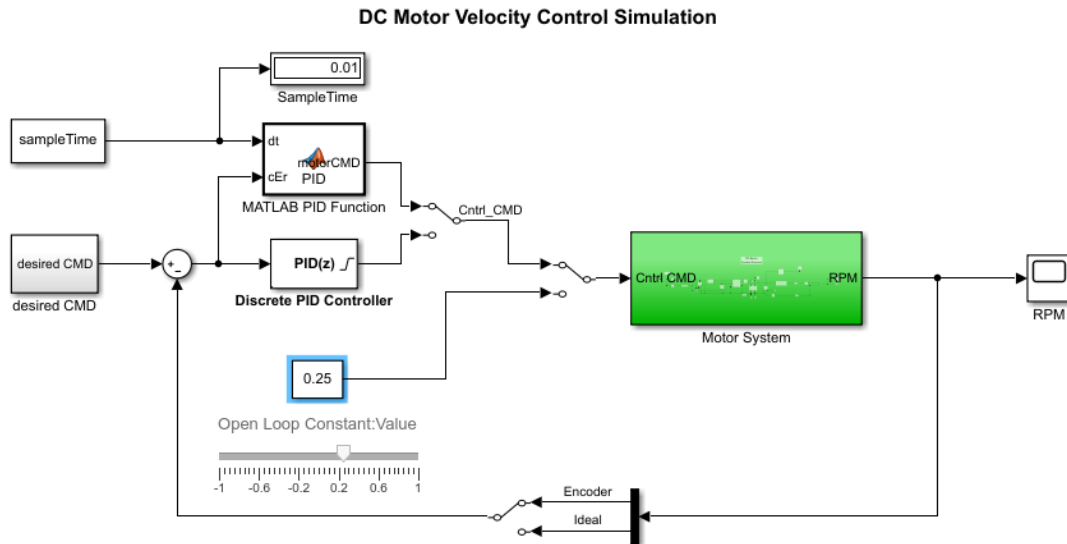 DC Motor Velocity Control Simulation
0.01
SampleTime
sampleTime
dt
motorCMD
cEr
PID
MATLAB PID Function
Cntrl_CMD
desired CMD
desired CMD
+
−
PID(z)
Discrete PID Controller
Cntrl CMD
RPM
Motor System
RPM
0.25
Open Loop Constant:Value
-1 -0.6 -0.2 0.2 0.6 1
Encoder
Ideal